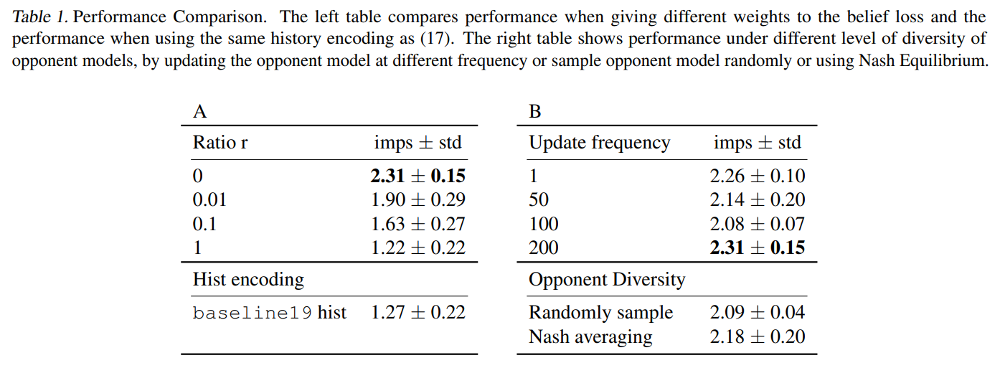 Table 1. Performance Comparison. The left table compares performance when giving different weights to the belief loss and the
performance when using the same history encoding as (17). The right table shows performance under different level of diversity of
opponent models, by updating the opponent model at different frequency or sample opponent model randomly or using Nash Equilibrium.
A
Ratio r imps ± std
0 2.31 ± 0.15
0.01 1.90 ± 0.29
0.1 1.63 ± 0.27
1 1.22 ± 0.22
Hist encoding
baseline19 hist 1.27 ± 0.22
B
Update frequency imps ± std
1 2.26 ± 0.10
50 2.14 ± 0.20
100 2.08 ± 0.07
200 2.31 ± 0.15
Opponent Diversity
Randomly sample 2.09 ± 0.04
Nash averaging 2.18 ± 0.20